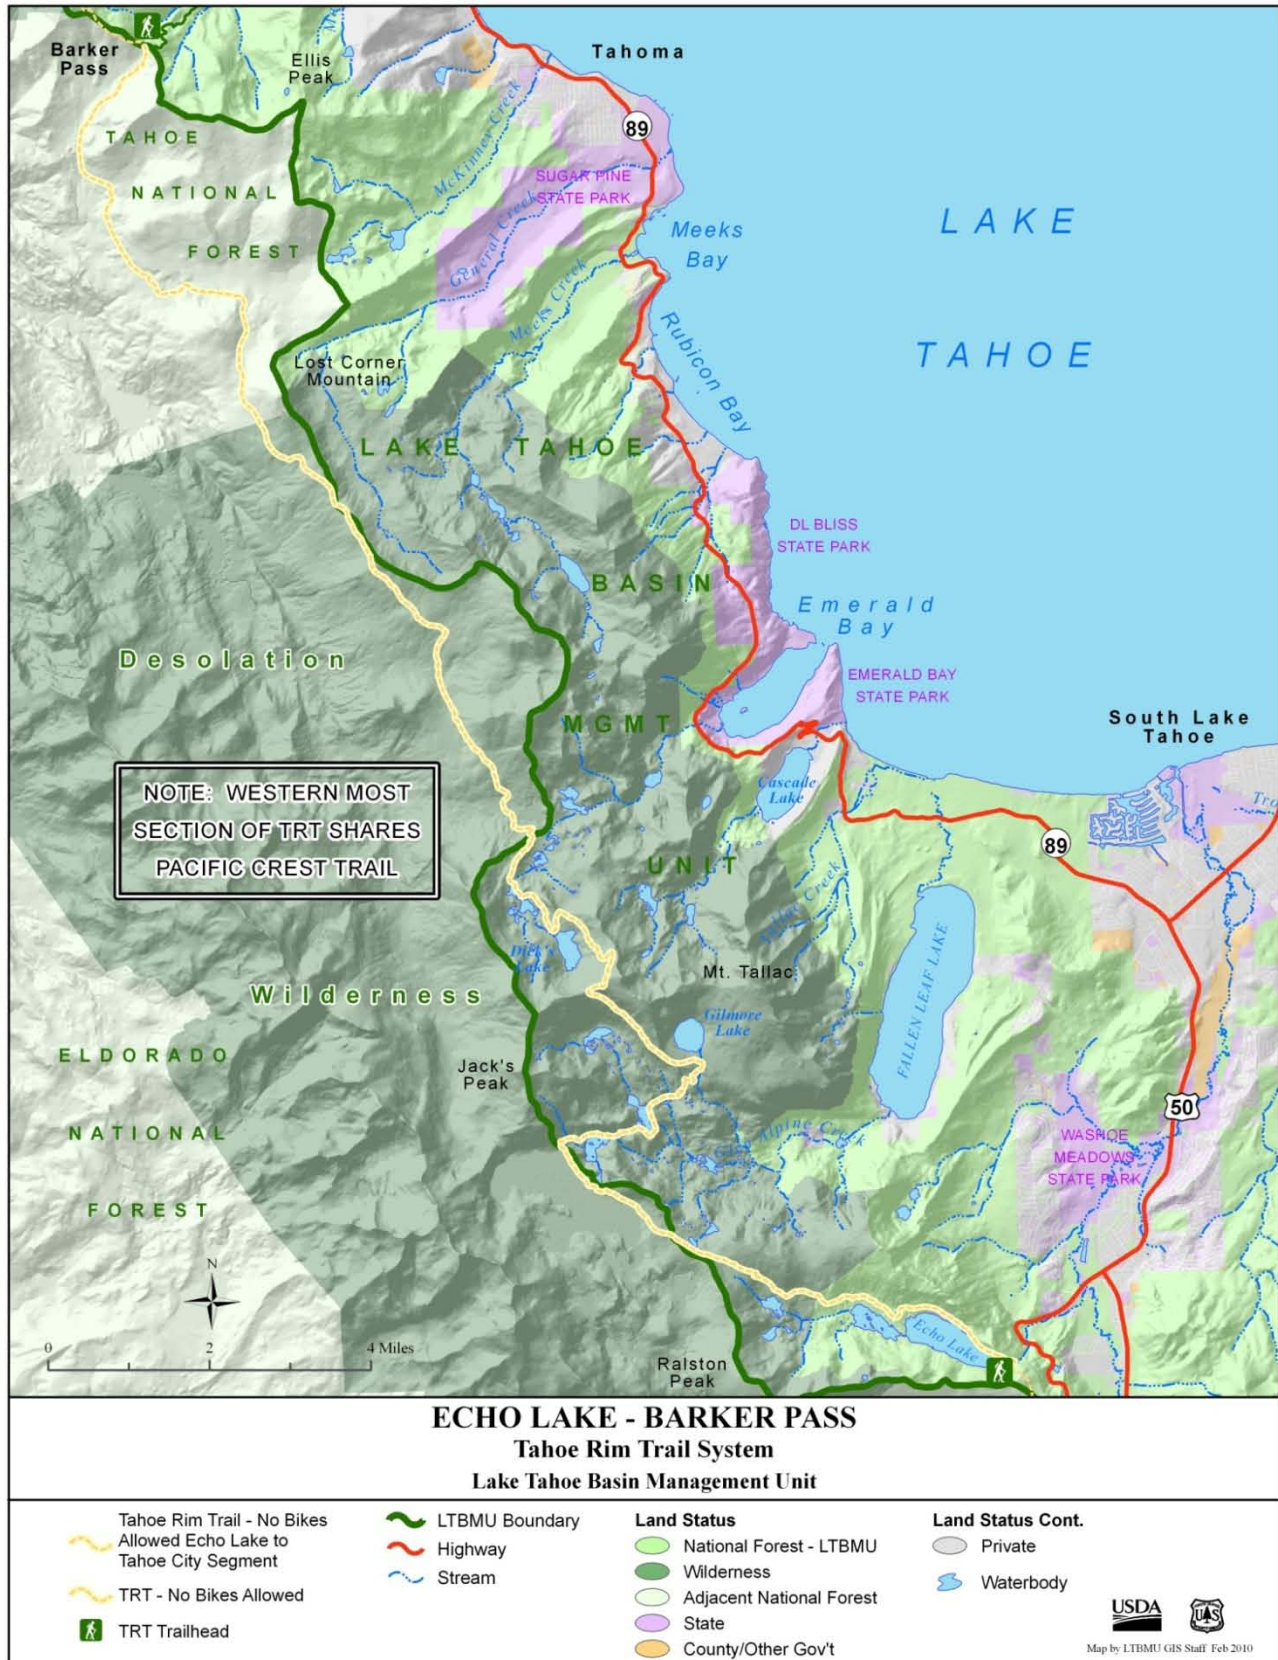 Barker
Pass
Ellis
Peak
Tahoma
TAHOE
NATIONAL
FOREST
McKinney Creek
89
SUGAR PINE
STATE PARK
General Creek
Meeks
Bay
LAKE
TAHOE
Meeks Creek
Rubicon Bay
Lost Corner
Mountain
LAKE TAHOE
BASIN
MGMT
UNIT
DL BLISS
STATE PARK
Emerald
Bay
EMERALD BAY
STATE PARK
Desolation
Wilderness
South Lake
Tahoe
NOTE: WESTERN MOST
SECTION OF TRT SHARES
PACIFIC CREST TRAIL
Cascade
Lake
89
Tro
Tallac Creek
Dick's
Lake
Mt. Tallac
FALLEN LEAF LAKE
Gilmore
Lake
Jack's
Peak
ELDORADO
NATIONAL
FOREST
50
Glen Alpine Creek
WASHOE
MEADOWS
STATE PARK
N
0 2 4 Miles
Echo Lake
Ralston
Peak
ECHO LAKE - BARKER PASS
Tahoe Rim Trail System
Lake Tahoe Basin Management Unit
Tahoe Rim Trail - No Bikes
Allowed Echo Lake to
Tahoe City Segment
TRT - No Bikes Allowed
TRT Trailhead
LTBMU Boundary
Highway
Stream
Land Status
National Forest - LTBMU
Wilderness
Adjacent National Forest
State
County/Other Gov't
Land Status Cont.
Private
Waterbody
USDA
UAS
Map by LTBMU GIS Staff Feb 2010